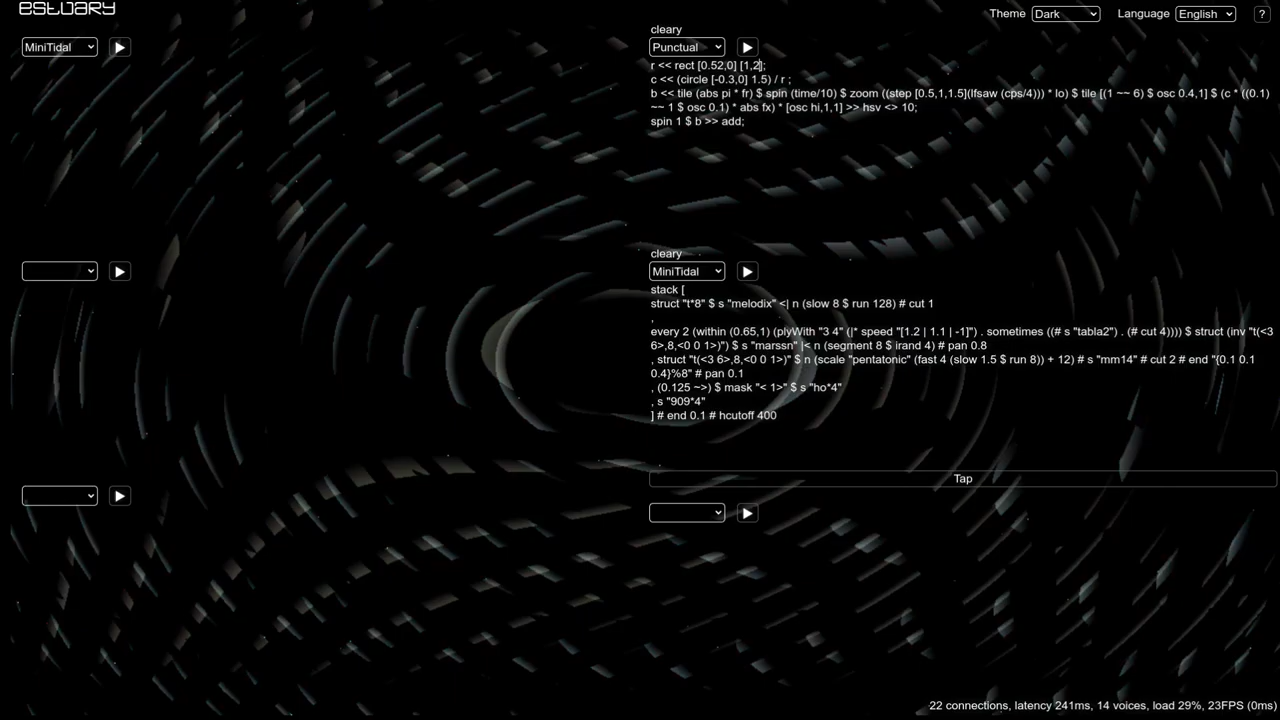 estuary
Theme Dark Language English ?
MiniTidal
cleary
Punctual
r << rect [0.52,0] [1,2];
c << (circle [-0.3,0] 1.5) / r ;
b << tile (abs pi * fr) $ spin (time/10) $ zoom ((step [0.5,1,1.5](lfsaw (cps/4))) * lo) $ tile [(1 ~~ 6) $ osc 0.4,1] $ (c * ((0.1)
~~ 1 $ osc 0.1) * abs fx) * [osc hi,1,1] >> hsv <> 10;
spin 1 $ b >> add;
cleary
MiniTidal
stack [
struct "t*8" $ s "melodix" <| n (slow 8 $ run 128) # cut 1
,
every 2 (within (0.65,1) (plyWith "3 4" (|* speed "[1.2 | 1.1 | -1]") . sometimes ((# s "tabla2") . (# cut 4)))) $ struct (inv "t(<3
6>,8,<0 0 1>)") $ s "marssn" |< n (segment 8 $ irand 4) # pan 0.8
, struct "t(<3 6>,8,<0 0 1>)" $ n (scale "pentatonic" (fast 4 (slow 1.5 $ run 8)) + 12) # s "mm14" # cut 2 # end "{0.1 0.1
0.4}%8" # pan 0.1
, (0.125 ~>) $ mask "< 1>" $ s "ho*4"
, s "909*4"
] # end 0.1 # hcutoff 400
Tap
22 connections, latency 241ms, 14 voices, load 29%, 23FPS (0ms)